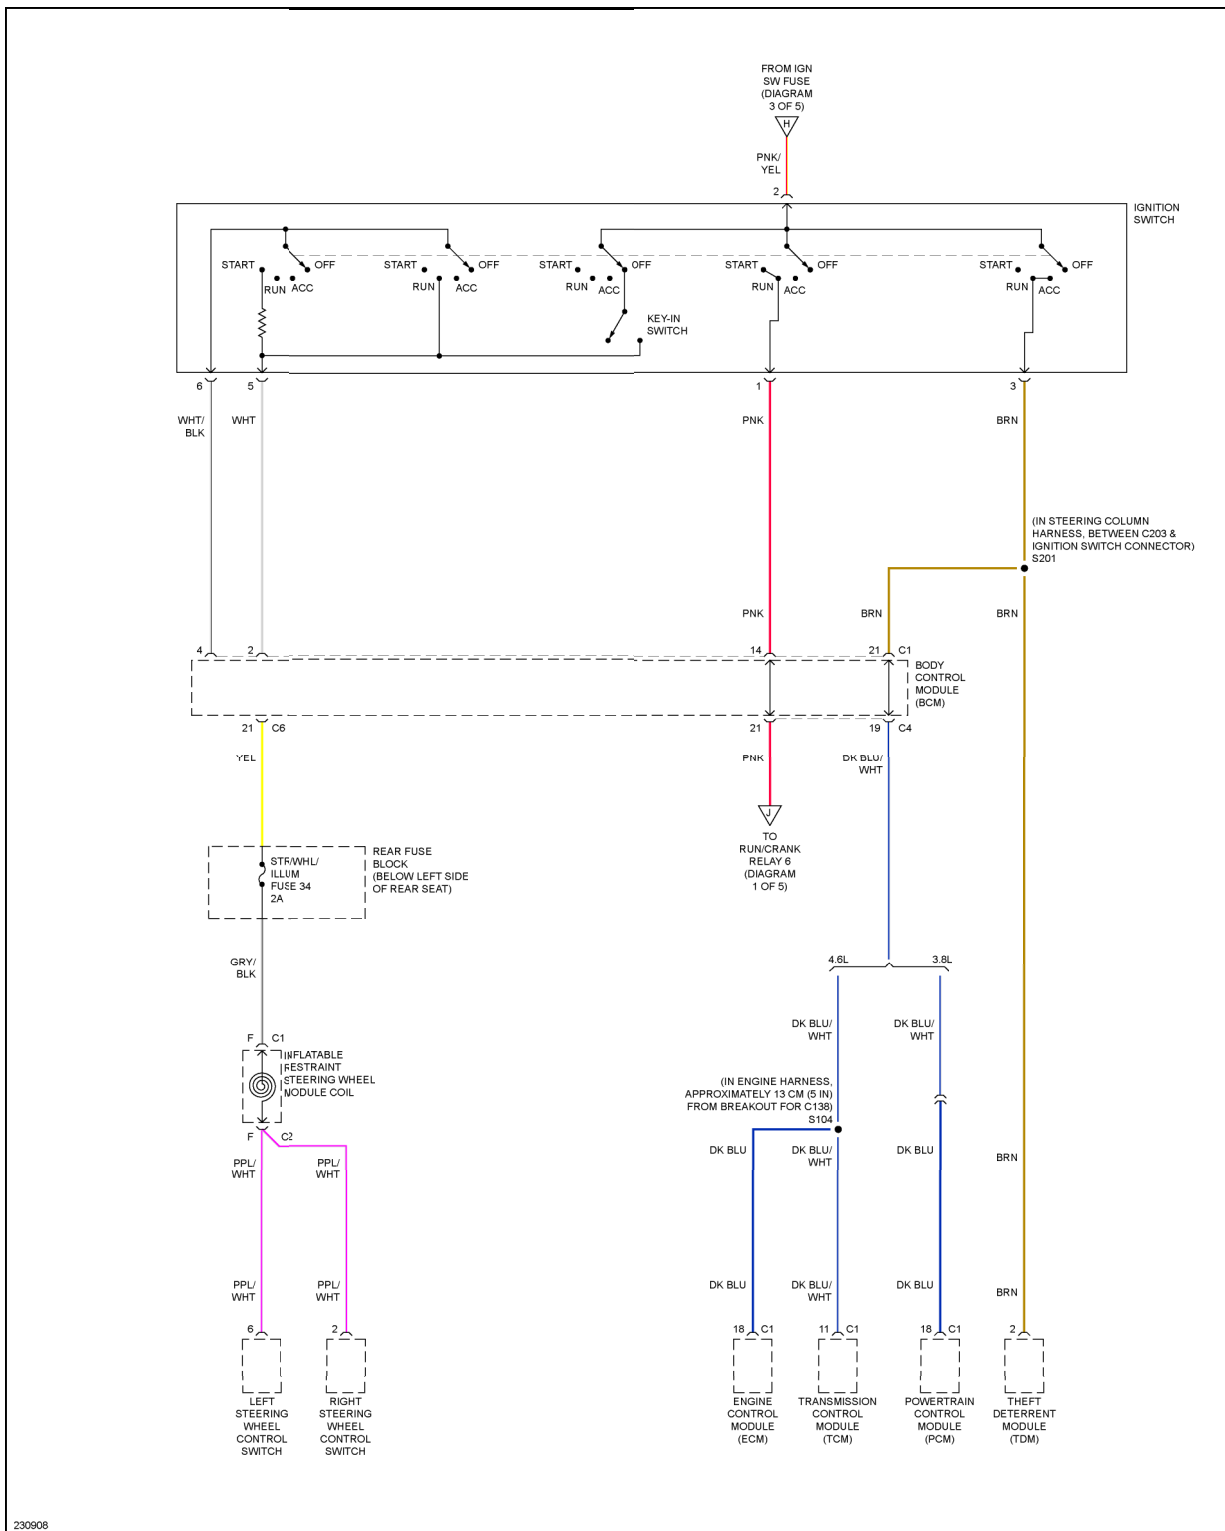 FROM IGN
SW FUSE
(DIAGRAM
3 OF 5)
H
PNK/
YEL
2
IGNITION
SWITCH
START
OFF
RUN
ACC
START
OFF
RUN
ACC
START
OFF
RUN
ACC
START
OFF
RUN
ACC
START
OFF
RUN
ACC
KEY-IN
SWITCH
6
5
1
3
WHT/
BLK
WHT
PNK
BRN
(IN STEERING COLUMN
HARNESS, BETWEEN C203 &
IGNITION SWITCH CONNECTOR)
S201
PNK
BRN
BRN
4
2
14
21
C1
BODY
CONTROL
MODULE
(BCM)
21
C6
21
19
C4
YEL
PNK
DK BLU/
WHT
J
TO
RUN/CRANK
RELAY 6
(DIAGRAM
1 OF 5)
STR/WHL/
ILLUM
FUSE 34
2A
REAR FUSE
BLOCK
(BELOW LEFT SIDE
OF REAR SEAT)
GRY/
BLK
4.6L
3.8L
DK BLU/
WHT
DK BLU/
WHT
F
C1
INFLATABLE
RESTRAINT
STEERING WHEEL
MODULE COIL
(IN ENGINE HARNESS,
APPROXIMATELY 13 CM (5 IN)
FROM BREAKOUT FOR C138)
S104
F
C2
PPL/
WHT
PPL/
WHT
DK BLU
DK BLU/
WHT
DK BLU
BRN
PPL/
WHT
PPL/
WHT
DK BLU
DK BLU/
WHT
DK BLU
BRN
6
2
18
C1
11
C1
18
C1
2
LEFT
STEERING
WHEEL
CONTROL
SWITCH
RIGHT
STEERING
WHEEL
CONTROL
SWITCH
ENGINE
CONTROL
MODULE
(ECM)
TRANSMISSION
CONTROL
MODULE
(TCM)
POWERTRAIN
CONTROL
MODULE
(PCM)
THEFT
DETERRENT
MODULE
(TDM)
230908